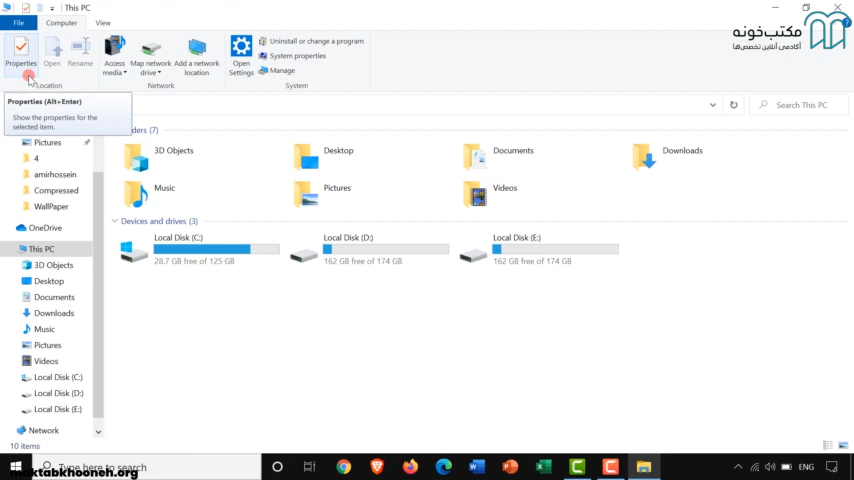 This PC
File
Computer
View
Properties
Open
Rename
Access media
Map network drive
Add a network location
Open Settings
Uninstall or change a program
System properties
Manage
Location
Network
System
مکتب‌خونه
آکادمی آنلاین تخصص‌ها
Properties (Alt+Enter)
Show the properties for the
selected item.
Search This PC
ders (7)
3D Objects
Desktop
Documents
Downloads
Music
Pictures
Videos
Devices and drives (3)
Local Disk (C:)
28.7 GB free of 125 GB
Local Disk (D:)
162 GB free of 174 GB
Local Disk (E:)
162 GB free of 174 GB
Pictures
4
amirhossein
Compressed
WallPaper
OneDrive
This PC
3D Objects
Desktop
Documents
Downloads
Music
Pictures
Videos
Local Disk (C:)
Local Disk (D:)
Local Disk (E:)
Network
10 items
Type here to search
maktabkhooneh.org
ENG